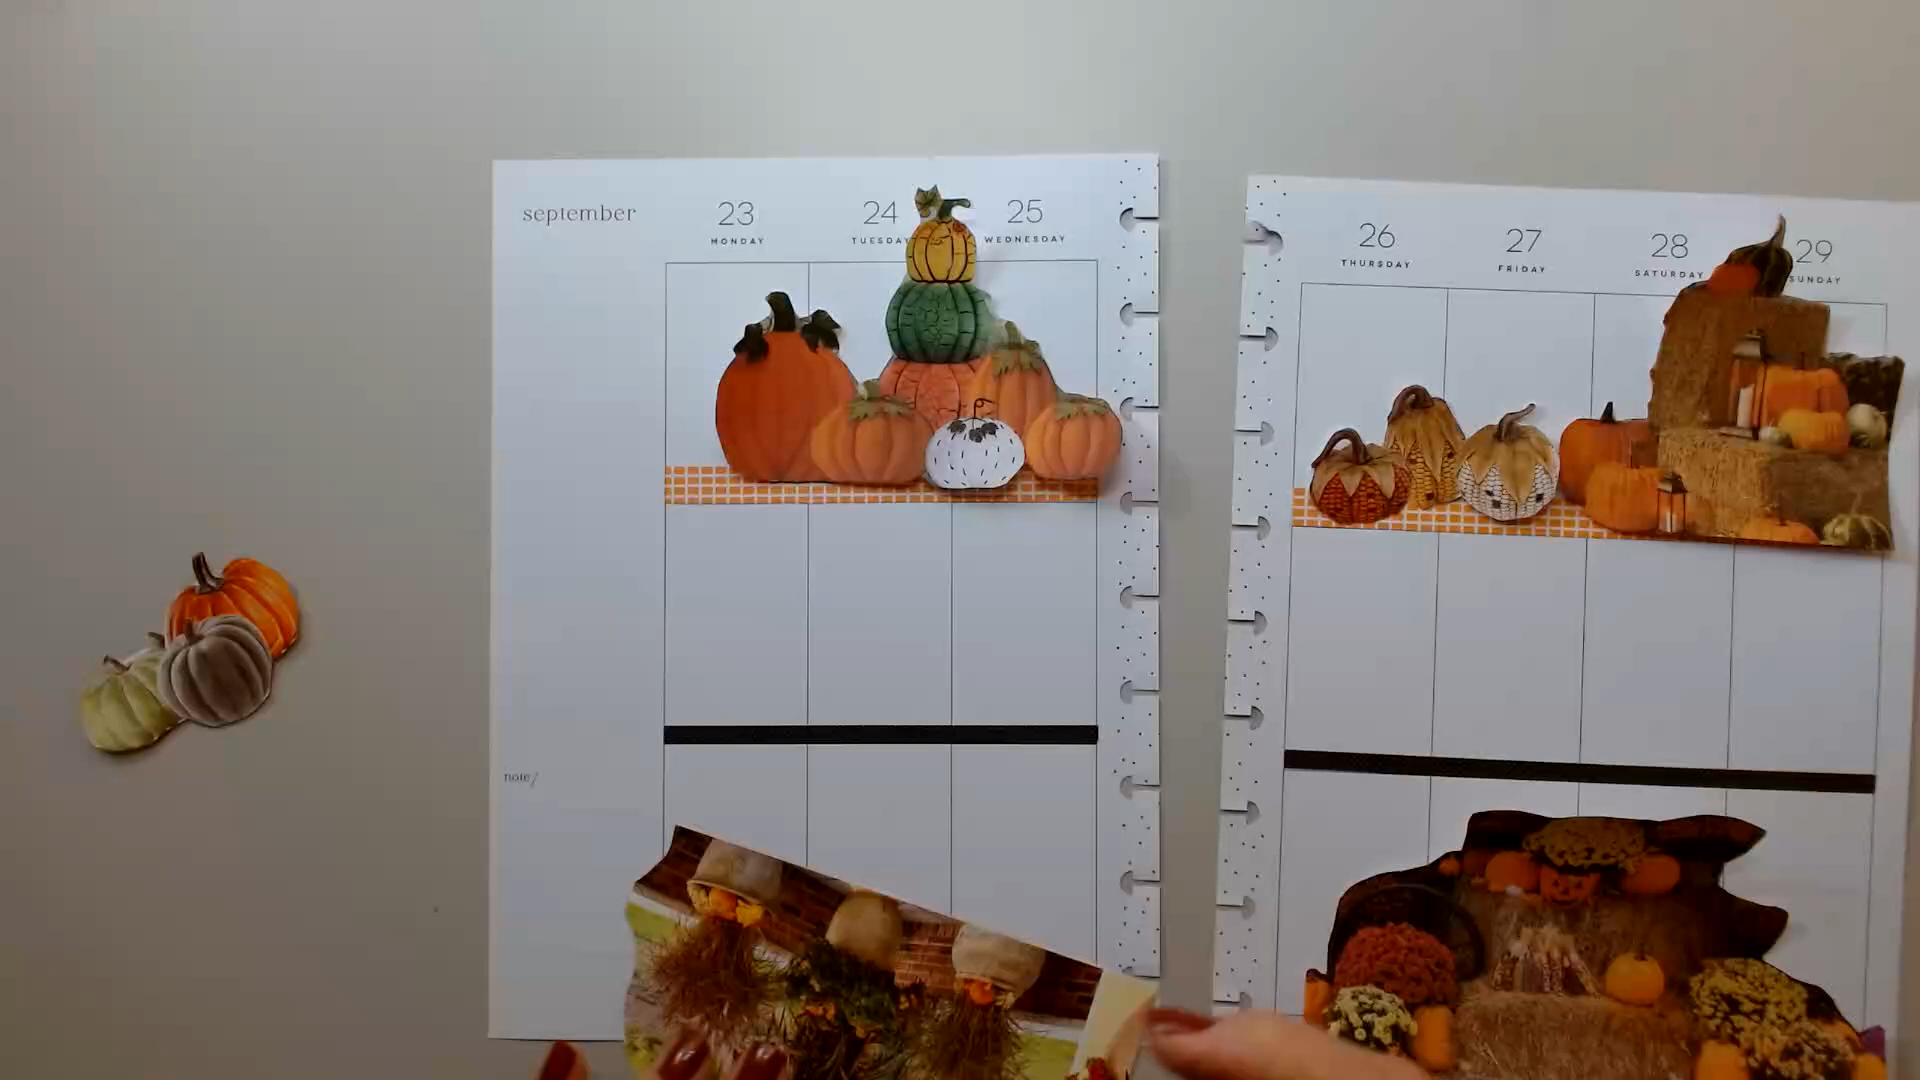 september
23 24 25
MONDAY TUESDAY WEDNESDAY
26 27 28 29
THURSDAY FRIDAY SATURDAY SUNDAY
note/